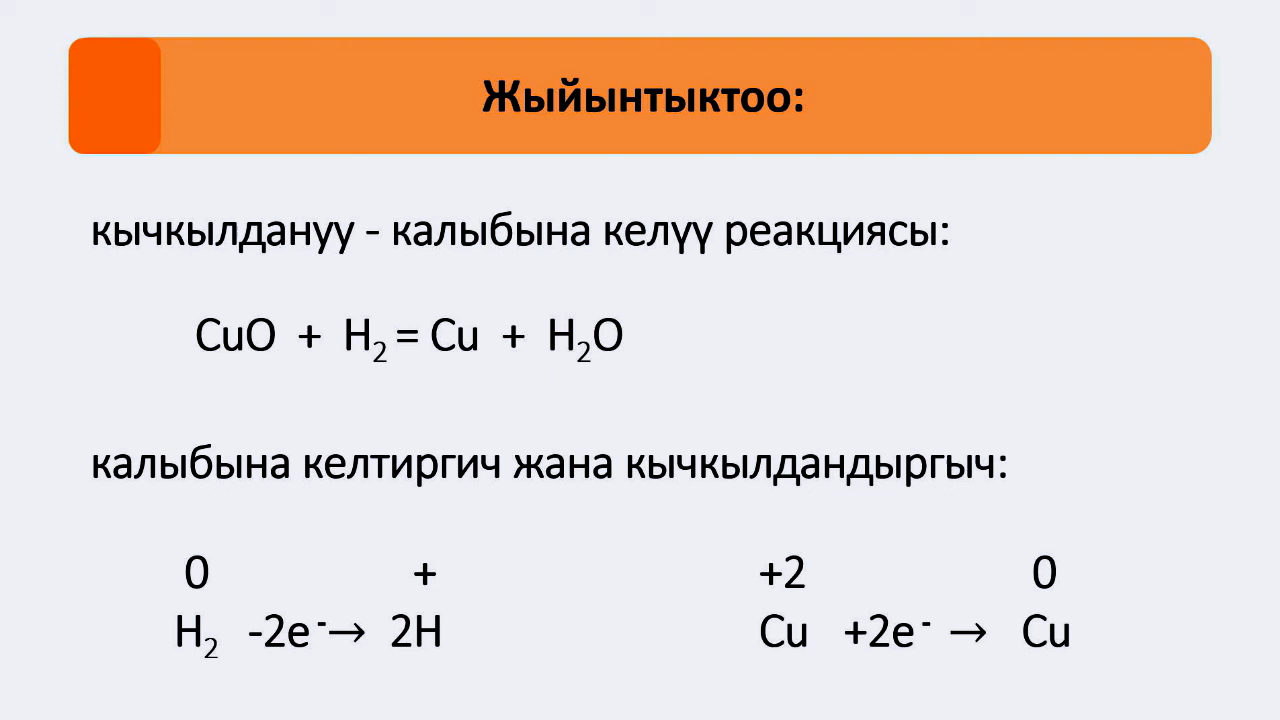 Жыйынтыктоо:
кычкылдануу - калыбына келүү реакциясы:
CuO + H₂ = Cu + H₂O
калыбына келтиргич жана кычкылдандыргыч:
0 + +2 0
H₂ -2e⁻→ 2H Cu +2e⁻ → Cu